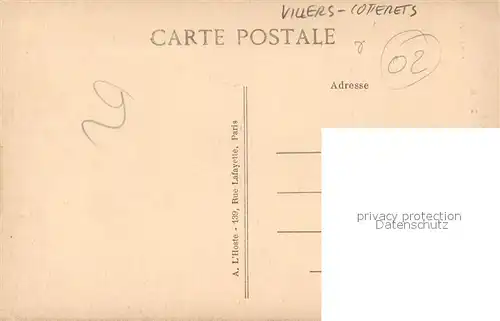 VILLERS-COTTERETS
CARTE POSTALE
02
Adresse
29
A. L'Hoste - 139, Rue Lafayette, Paris
privacy protection
DatenSchutz